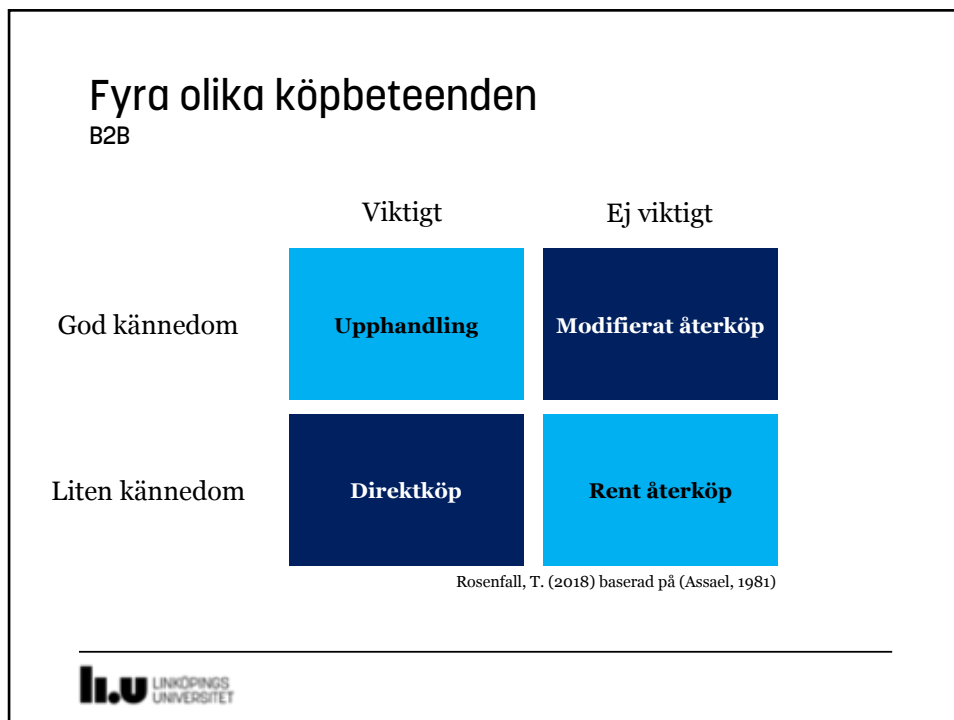 Fyra olika köpbeteenden
B2B
Viktigt Ej viktigt
God kännedom Upphandling Modifierat återköp
Liten kännedom Direktköp Rent återköp
Rosenfall, T. (2018) baserad på (Assael, 1981)
LINKÖPINGS
UNIVERSITET